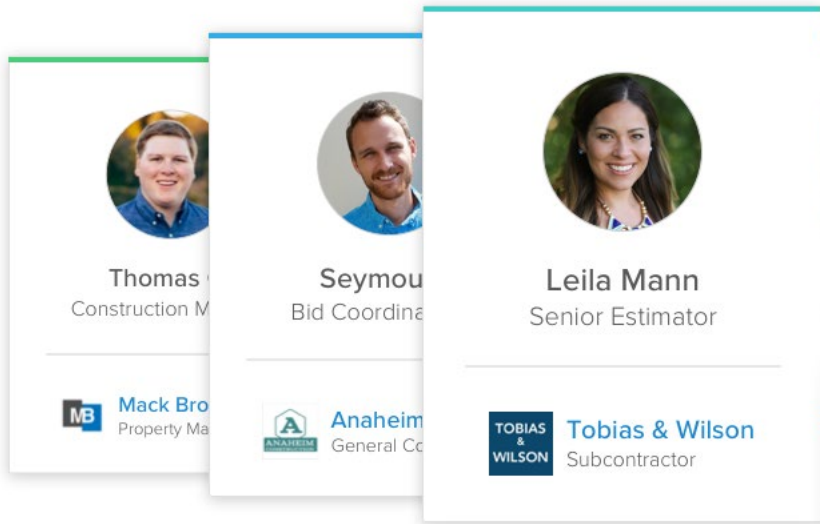 Thomas
Construction M
MB
Mack Bro
Property Ma
Seymou
Bid Coordina
A
ANAHEIM
CONSTRUCTION
Anaheim
General Co
Leila Mann
Senior Estimator
TOBIAS
&
WILSON
Tobias & Wilson
Subcontractor